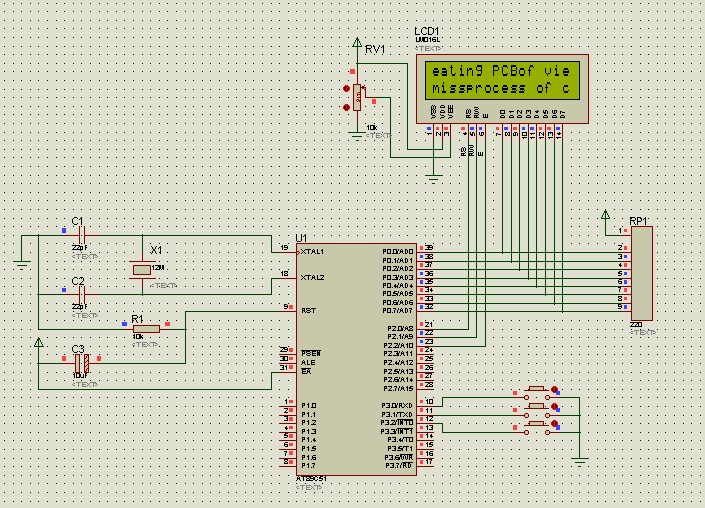 LCD1
LM016L
<TEXT>
RV1
eating PCBof vie
missprocess of c
VSS
VDD
VEE
RS
RW
E
D0
D1
D2
D3
D4
D5
D6
D7
1
2
3
4
5
6
7
8
9
10
11
12
13
14
RS
RW
E
10k
<TEXT>
C1
22pF
<TEXT>
X1
12M
<TEXT>
C2
22pF
<TEXT>
R1
10k
<TEXT>
C3
10uF
<TEXT>
U1
19
XTAL1
18
XTAL2
9
RST
29
PSEN
30
ALE
31
EA
1
P1.0
2
P1.1
3
P1.2
4
P1.3
5
P1.4
6
P1.5
7
P1.6
8
P1.7
P0.0/AD0
39
P0.1/AD1
38
P0.2/AD2
37
P0.3/AD3
36
P0.4/AD4
35
P0.5/AD5
34
P0.6/AD6
33
P0.7/AD7
32
P2.0/A8
21
P2.1/A9
22
P2.2/A10
23
P2.3/A11
24
P2.4/A12
25
P2.5/A13
26
P2.6/A14
27
P2.7/A15
28
P3.0/RXD
10
P3.1/TXD
11
P3.2/INT0
12
P3.3/INT1
13
P3.4/T0
14
P3.5/T1
15
P3.6/WR
16
P3.7/RD
17
AT89C51
<TEXT>
RP1
1
2
3
4
5
6
7
8
9
220
<TEXT>